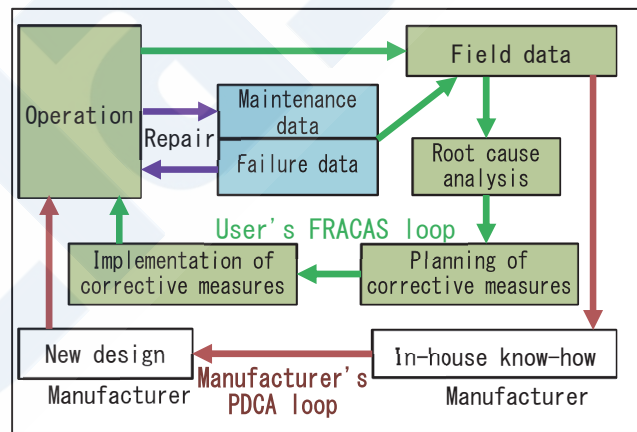 Field data
Operation
Maintenance
data
Repair
Failure data
Root cause
analysis
User's FRACAS loop
Implementation of
corrective measures
Planning of
corrective measures
New design
In-house know-how
Manufacturer
Manufacturer's
PDCA loop
Manufacturer